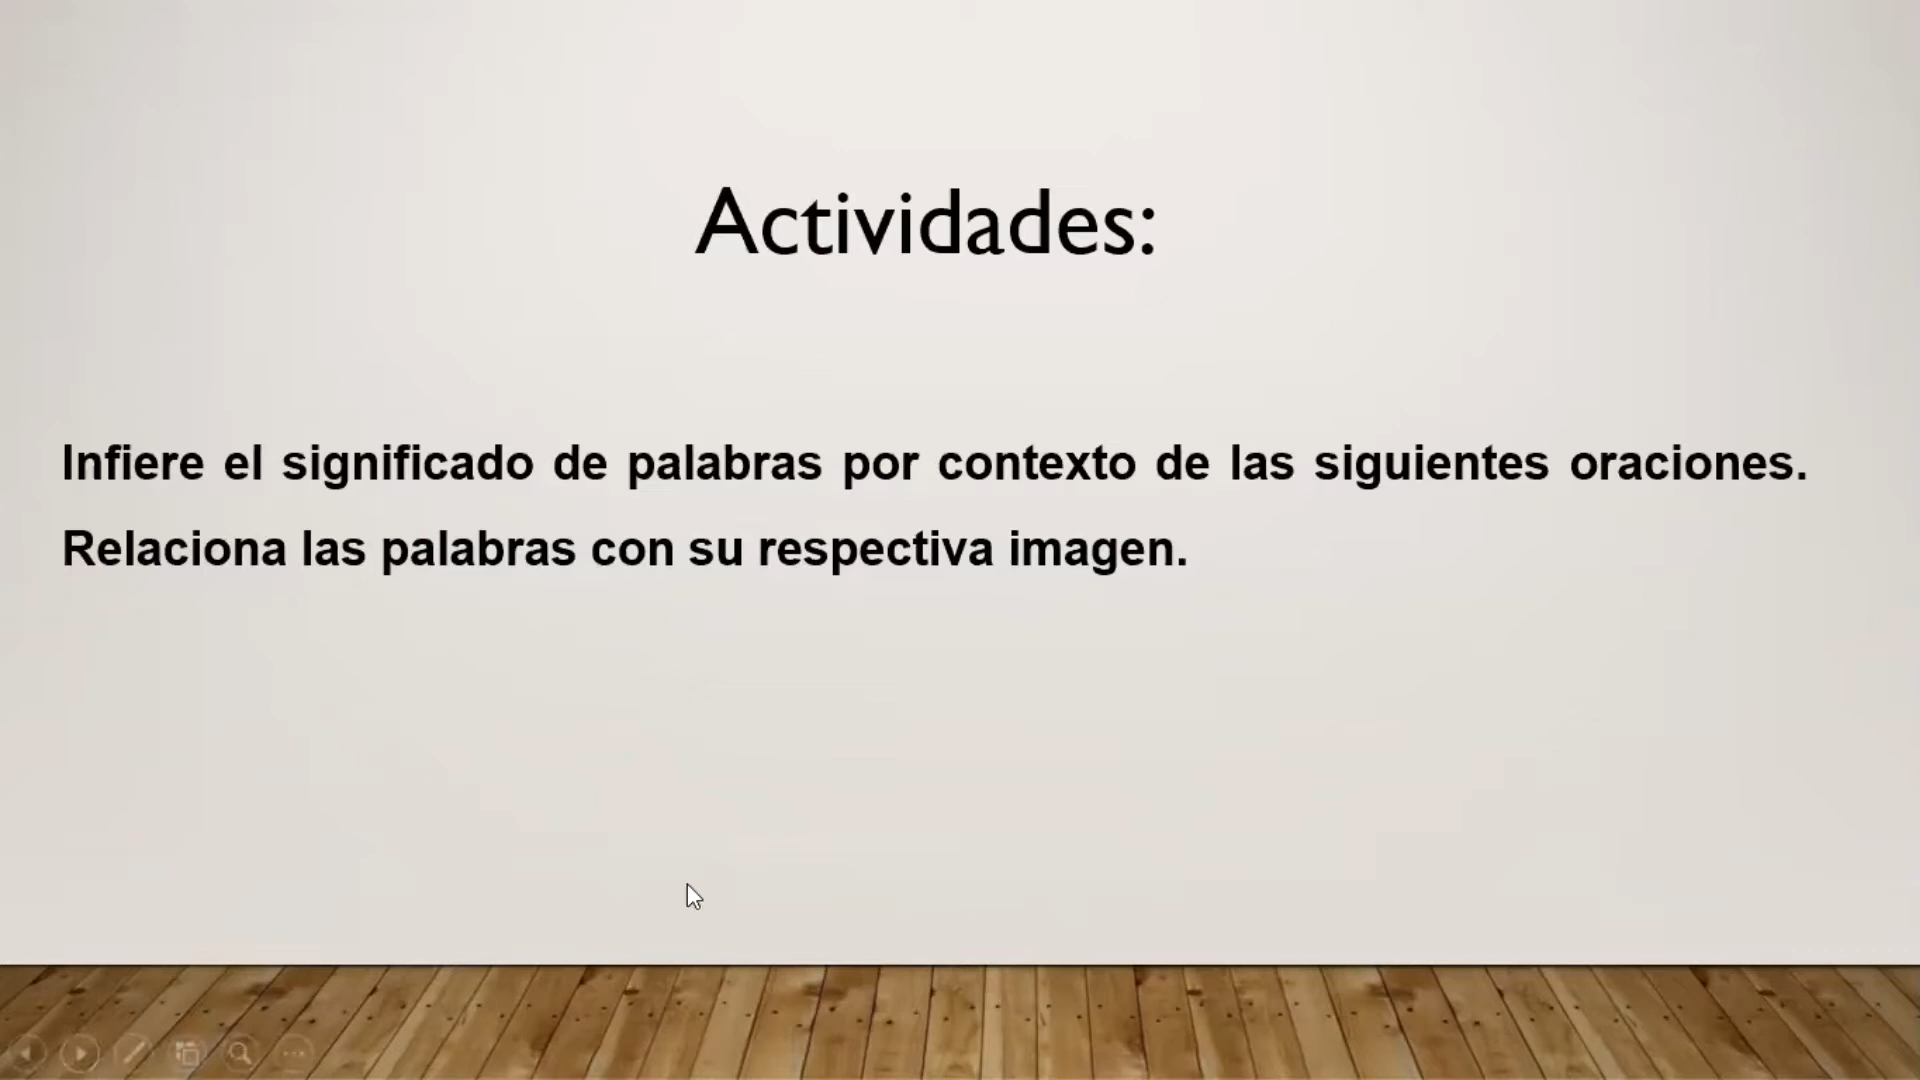 Actividades:
Infiere el significado de palabras por contexto de las siguientes oraciones.
Relaciona las palabras con su respectiva imagen.